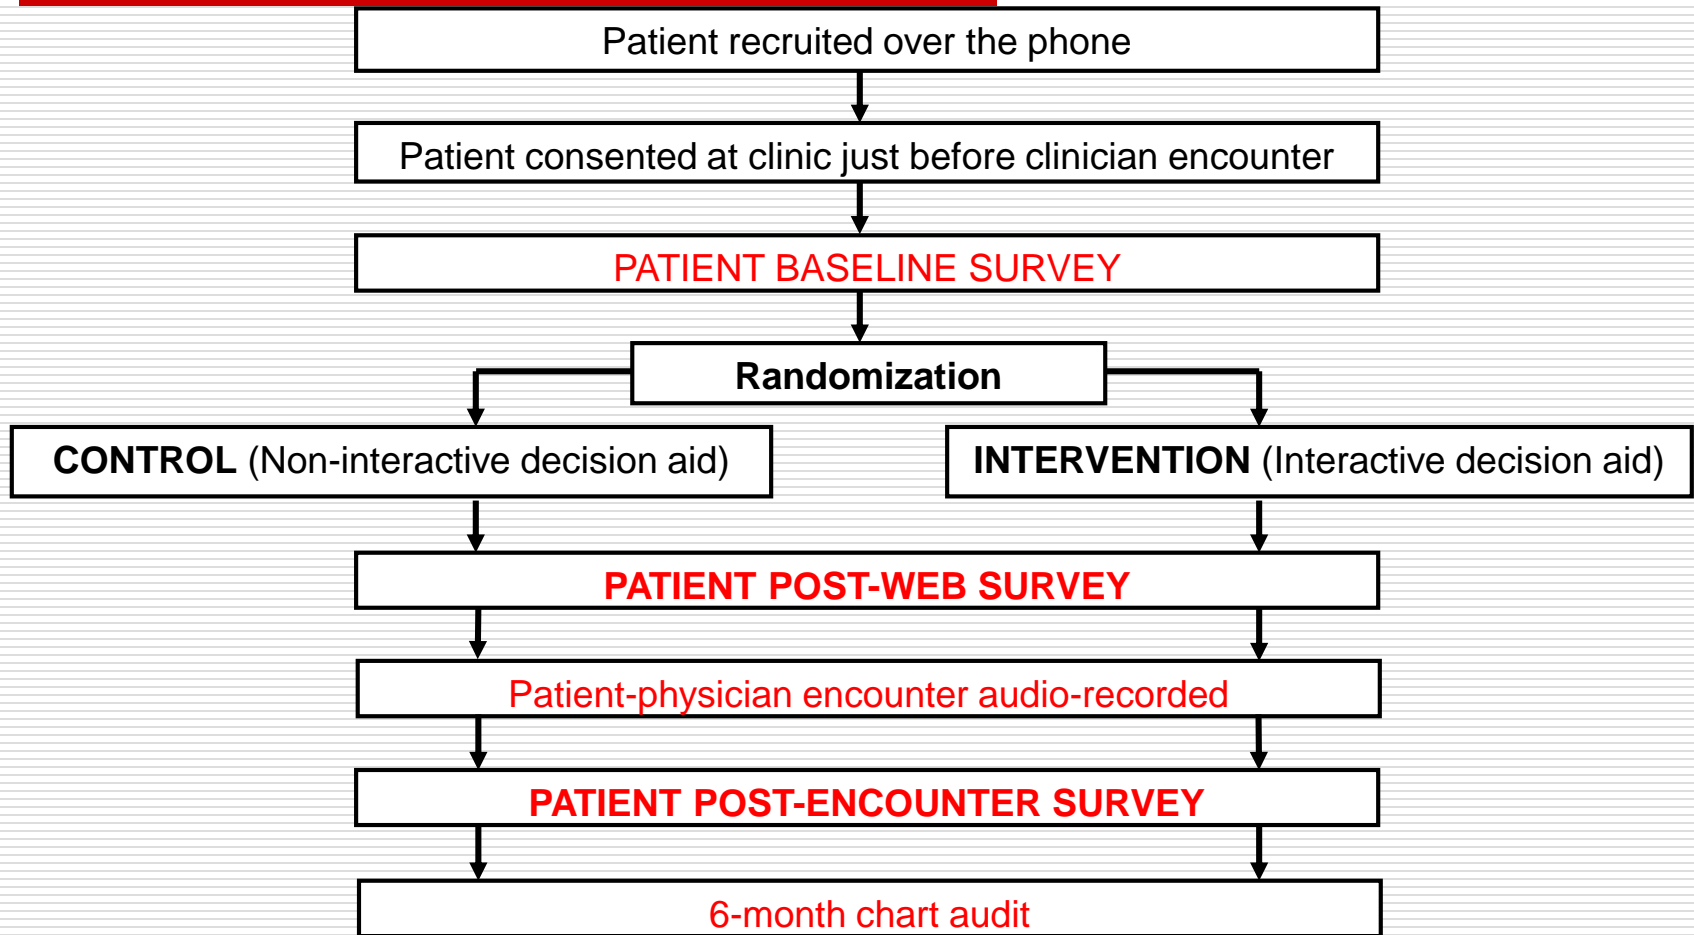 Patient recruited over the phone
Patient consented at clinic just before clinician encounter
PATIENT BASELINE SURVEY
Randomization
CONTROL (Non-interactive decision aid)
INTERVENTION (Interactive decision aid)
PATIENT POST-WEB SURVEY
Patient-physician encounter audio-recorded
PATIENT POST-ENCOUNTER SURVEY
6-month chart audit